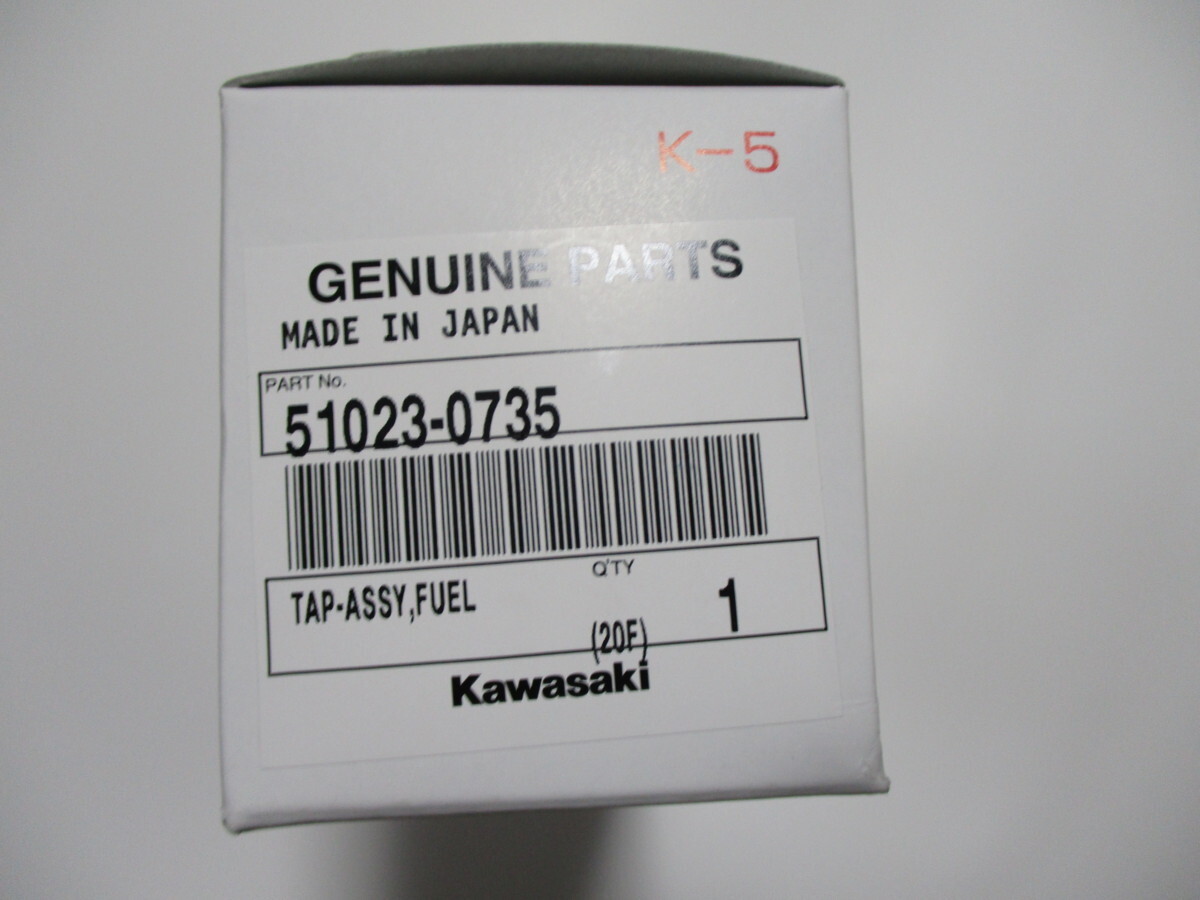 K-5
GENUINE PARTS
MADE IN JAPAN
PART No.
51023-0735
Q'TY
TAP-ASSY,FUEL
1
(20F)
Kawasaki